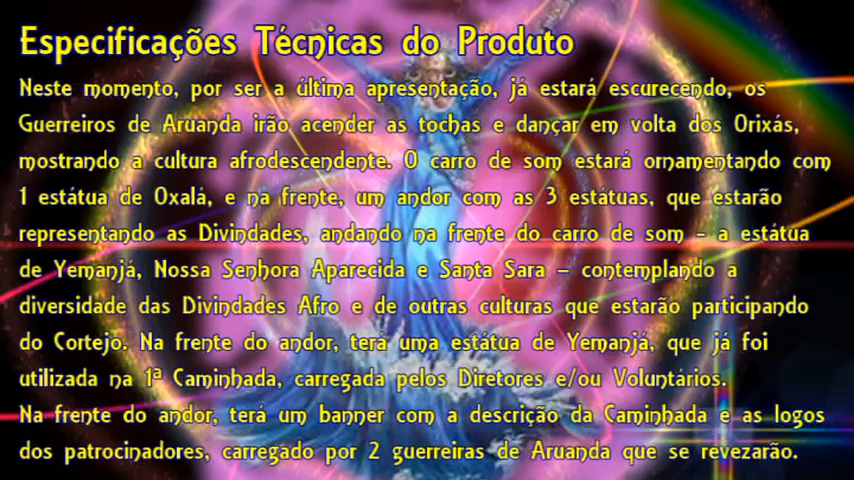 Especificações Técnicas do Produto
Neste momento, por ser a última apresentação, já estará escurecendo, os
Guerreiros de Aruanda irão acender as tochas e dançar em volta dos Orixás,
mostrando a cultura afrodescendente. O carro de som estará ornamentando com
1 estátua de Oxalá, e na frente, um andor com as 3 estátuas, que estarão
representando as Divindades, andando na frente do carro de som – a estátua
de Yemanjá, Nossa Senhora Aparecida e Santa Sara – contemplando a
diversidade das Divindades Afro e de outras culturas que estarão participando
do Cortejo. Na frente do andor, terá uma estátua de Yemanjá, que já foi
utilizada na 1ª Caminhada, carregada pelos Diretores e/ou Voluntários.
Na frente do andor, terá um banner com a descrição da Caminhada e as logos
dos patrocinadores, carregado por 2 guerreiras de Aruanda que se revezarão.